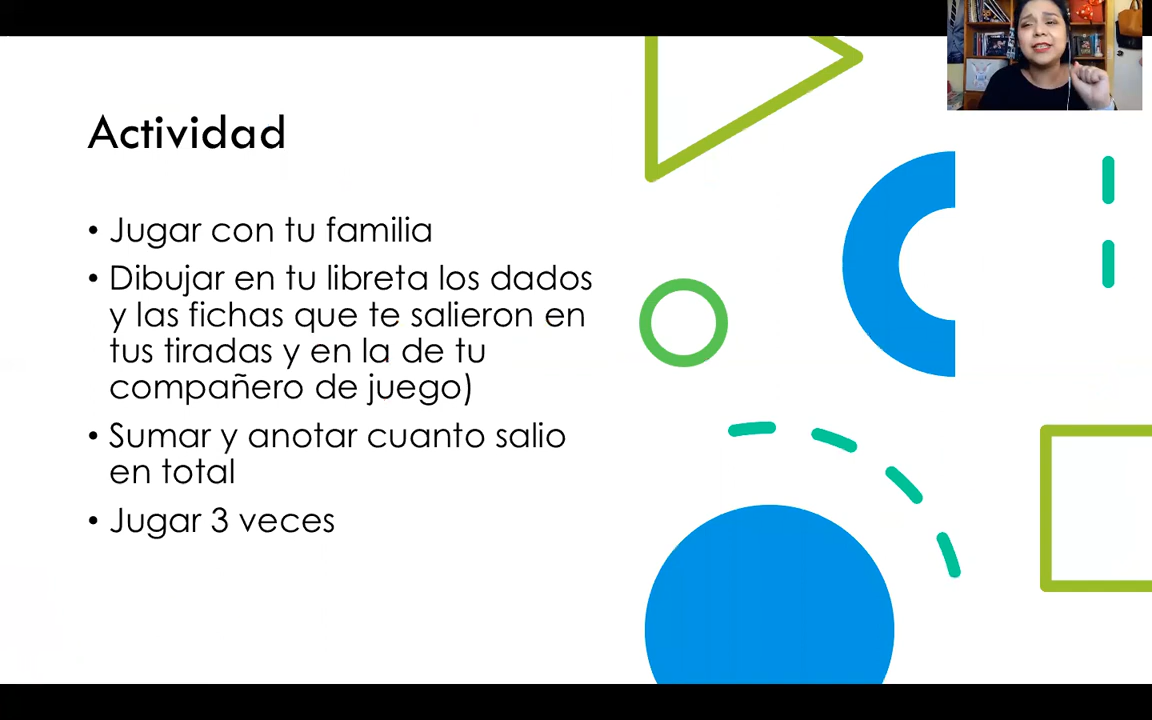 Actividad
• Jugar con tu familia
• Dibujar en tu libreta los dados
y las fichas que te salieron en
tus tiradas y en la de tu
compañero de juego)
• Sumar y anotar cuanto salio
en total
• Jugar 3 veces